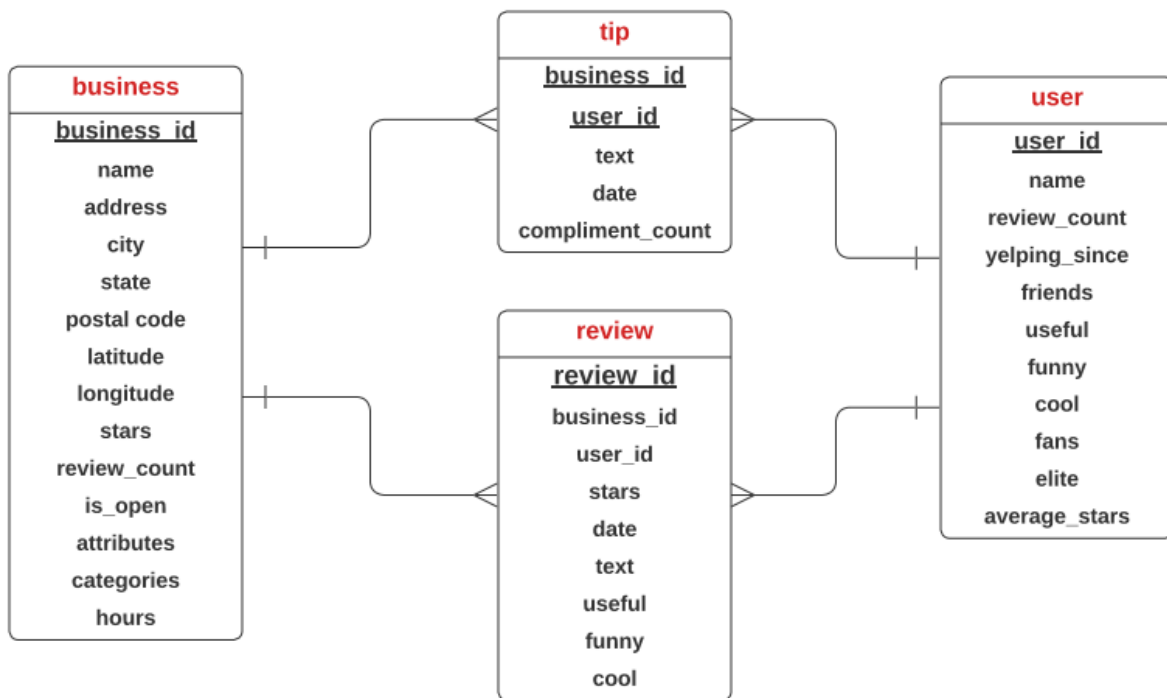 business
business_id
name
address
city
state
postal code
latitude
longitude
stars
review_count
is_open
attributes
categories
hours
tip
business_id
user_id
text
date
compliment_count
review
review_id
business_id
user_id
stars
date
text
useful
funny
cool
user
user_id
name
review_count
yelping_since
friends
useful
funny
cool
fans
elite
average_stars